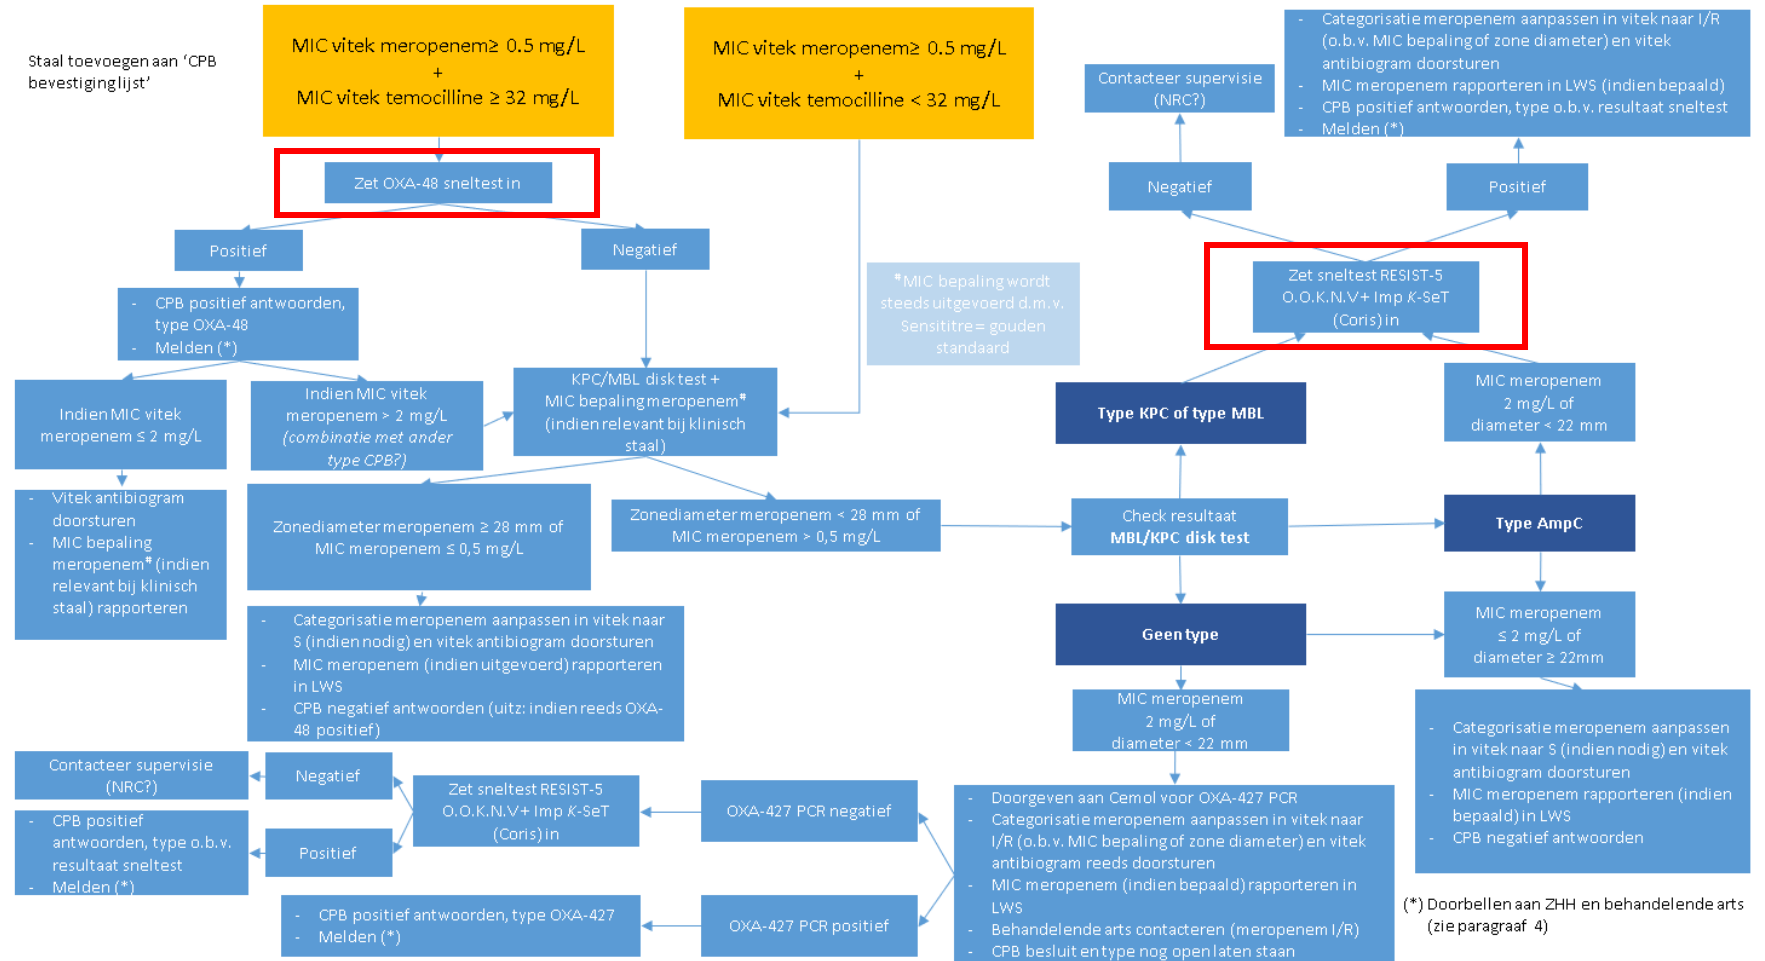 Staal toevoegen aan ‘CPB
bevestiging lijst’
MIC vitek meropenem≥ 0.5 mg/L
+
MIC vitek temocilline ≥ 32 mg/L
MIC vitek meropenem≥ 0.5 mg/L
+
MIC vitek temocilline < 32 mg/L
Contacteer supervisie
(NRC?)
- Categorisatie meropenem aanpassen in vitek naar I/R
(o.b.v. MIC bepaling of zone diameter) en vitek
antibiogram doorsturen
- MIC meropenem rapporteren in LWS (indien bepaald)
- CPB positief antwoorden, type o.b.v. resultaat sneltest
- Melden (*)
Zet OXA-48 sneltest in
Negatief
Positief
Positief
Negatief
Zet sneltest RESIST-5
O.O.K.N.V + Imp K-SeT
(Coris) in
#MIC bepaling wordt
steeds uitgevoerd d.m.v.
Sensititre = gouden
standaard
- CPB positief antwoorden,
type OXA-48
- Melden (*)
Indien MIC vitek
meropenem ≤ 2 mg/L
Indien MIC vitek
meropenem > 2 mg/L
(combinatie met ander
type CPB?)
KPC/MBL disk test +
MIC bepaling meropenem#
(indien relevant bij klinisch
staal)
Type KPC of type MBL
MIC meropenem
2 mg/L of
diameter < 22 mm
- Vitek antibiogram
doorsturen
- MIC bepaling
meropenem# (indien
relevant bij klinisch
staal) rapporteren
Zonediameter meropenem ≥ 28 mm of
MIC meropenem ≤ 0,5 mg/L
Zonediameter meropenem < 28 mm of
MIC meropenem > 0,5 mg/L
Check resultaat
MBL/KPC disk test
Type AmpC
- Categorisatie meropenem aanpassen in vitek naar
S (indien nodig) en vitek antibiogram doorsturen
- MIC meropenem (indien uitgevoerd) rapporteren
in LWS
- CPB negatief antwoorden (uitz: indien reeds OXA-
48 positief)
Geen type
MIC meropenem
≤ 2 mg/L of
diameter ≥ 22mm
MIC meropenem
2 mg/L of
diameter < 22 mm
- Categorisatie meropenem aanpassen
in vitek naar S (indien nodig) en vitek
antibiogram doorsturen
- MIC meropenem rapporteren (indien
bepaald) in LWS
- CPB negatief antwoorden
Contacteer supervisie
(NRC?)
Negatief
Zet sneltest RESIST-5
O.O.K.N.V + Imp K-SeT
(Coris) in
OXA-427 PCR negatief
- Doorgeven aan Cemol voor OXA-427 PCR
- Categorisatie meropenem aanpassen in vitek naar
I/R (o.b.v. MIC bepaling of zone diameter) en vitek
antibiogram reeds doorsturen
- MIC meropenem (indien bepaald) rapporteren in
LWS
- Behandelende arts contacteren (meropenem I/R)
- CPB besluit en type nog open laten staan
- CPB positief
antwoorden, type o.b.v.
resultaat sneltest
- Melden (*)
Positief
- CPB positief antwoorden, type OXA-427
- Melden (*)
OXA-427 PCR positief
(*) Doorbellen aan ZHH en behandelende arts
(zie paragraaf 4)